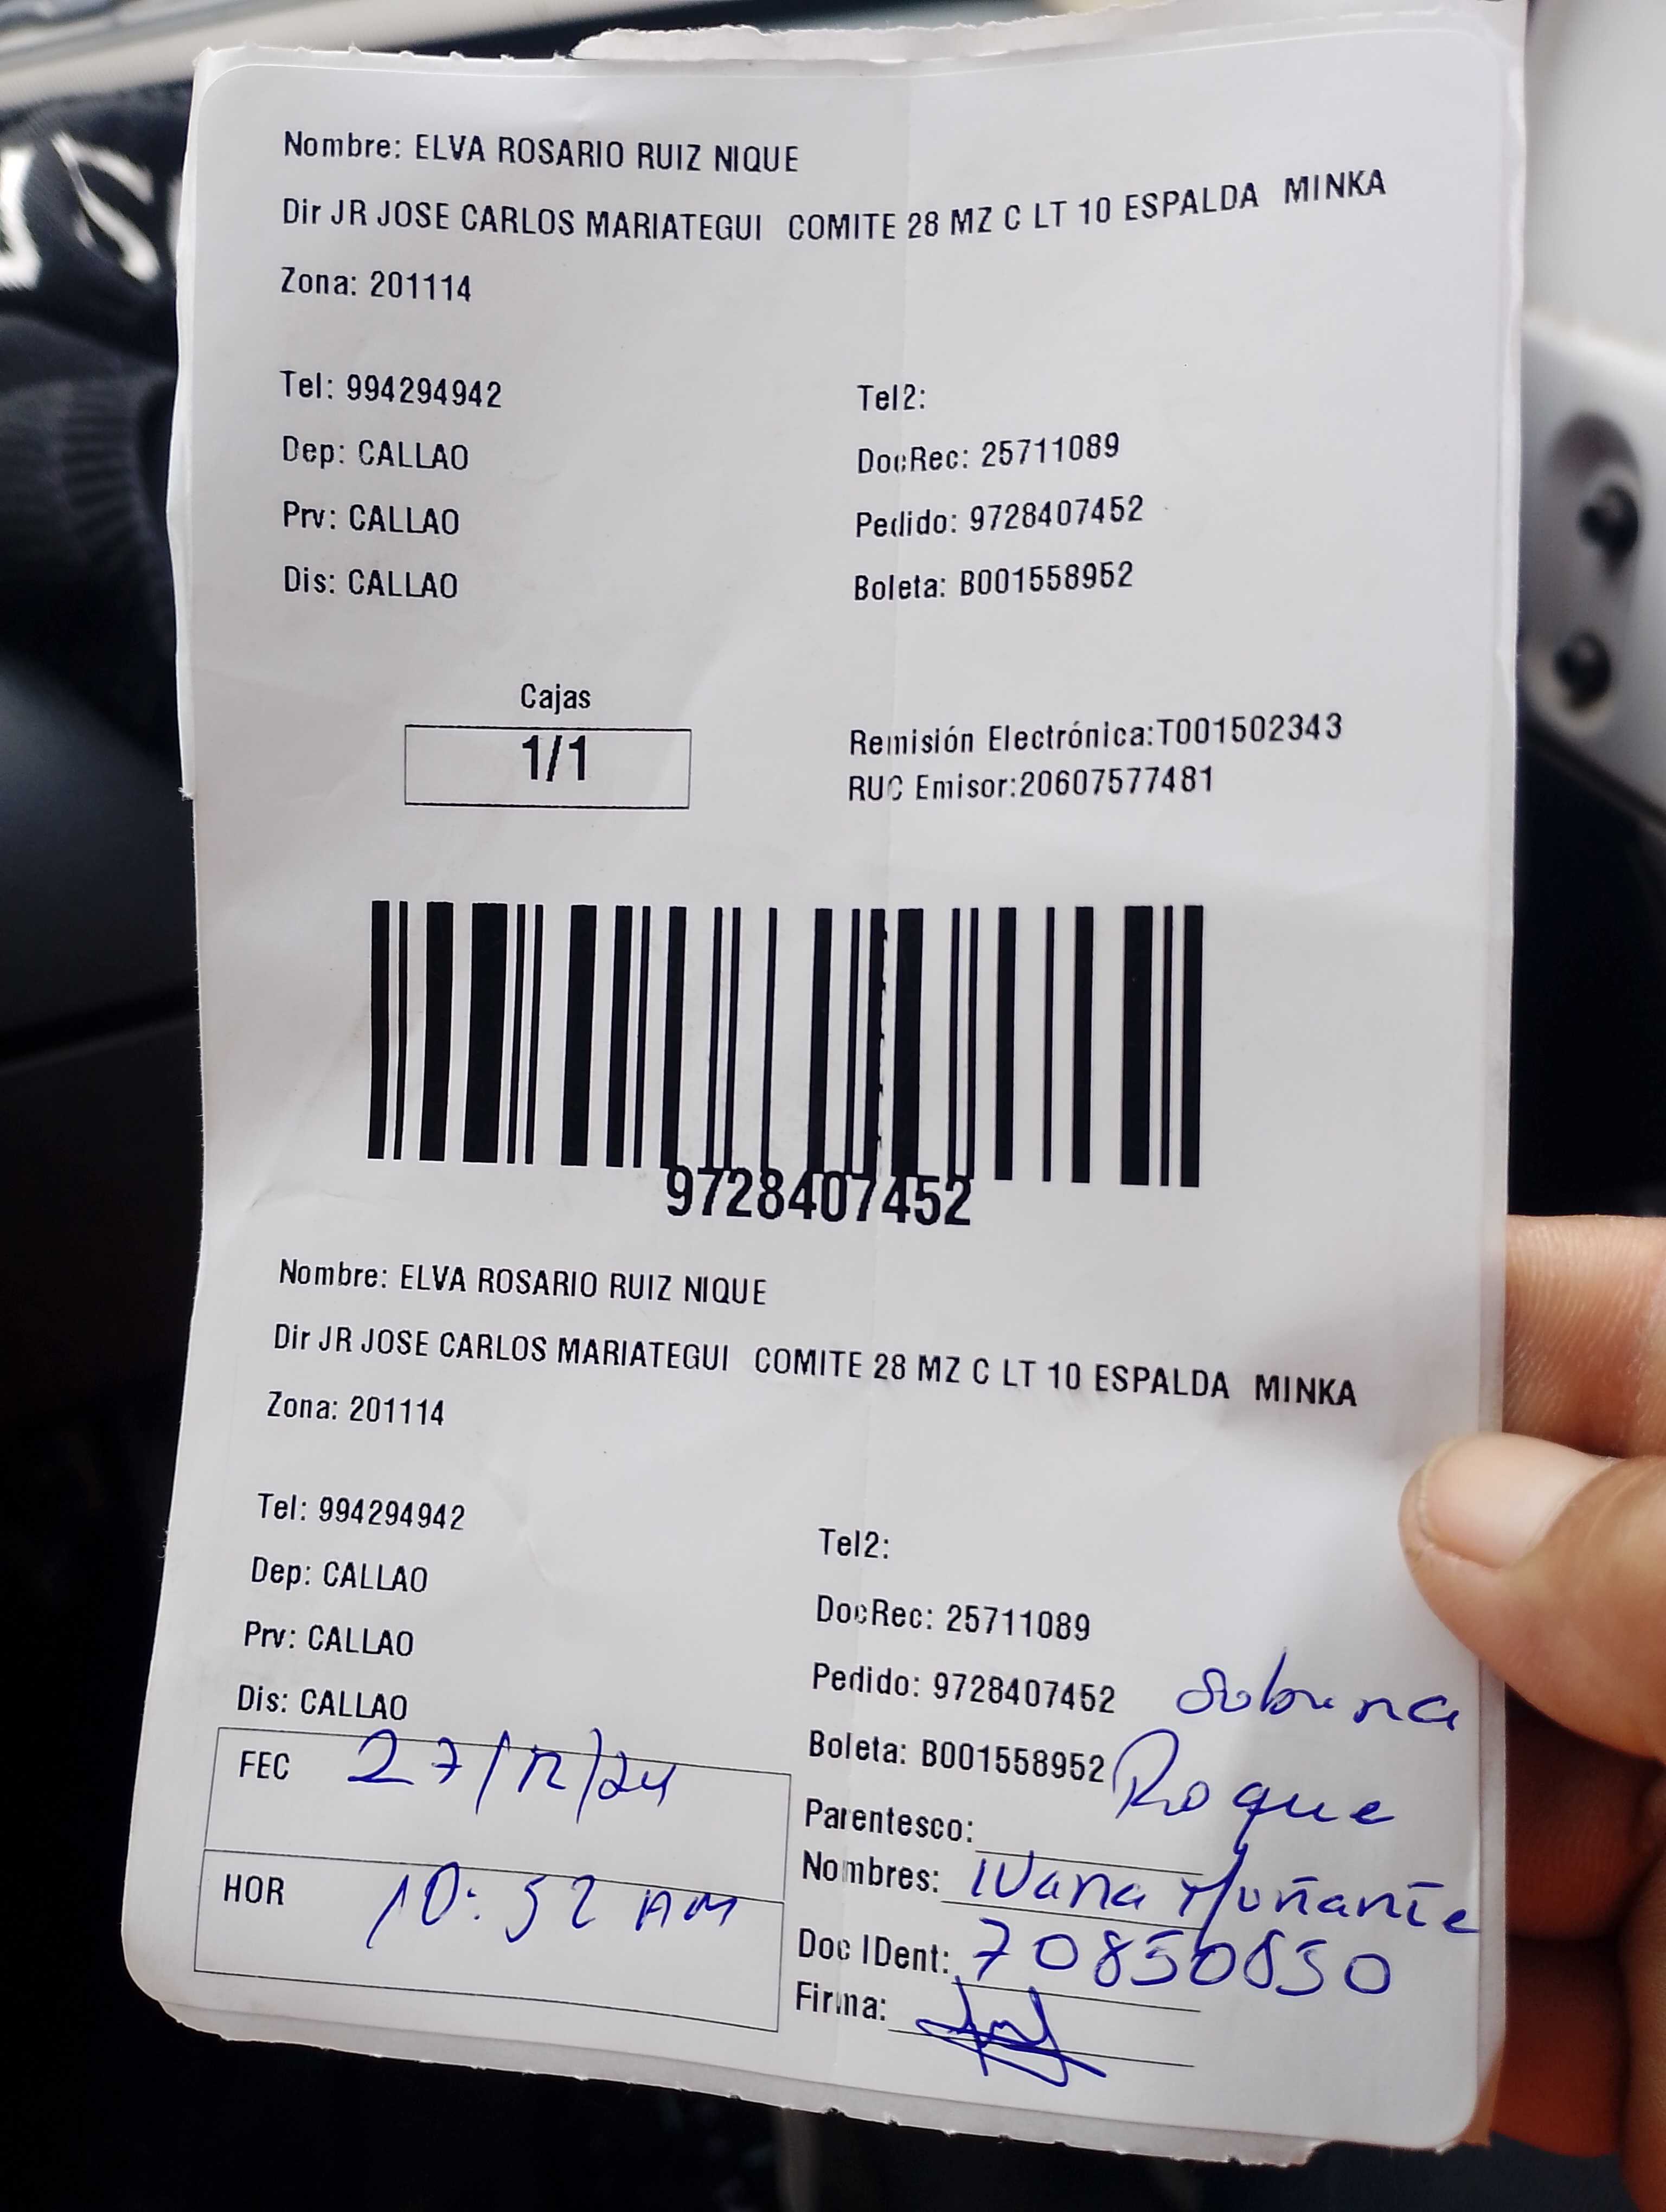 Nombre: ELVA ROSARIO RUIZ NIQUE
Dir JR JOSE CARLOS MARIATEGUI COMITE 28 MZ C LT 10 ESPALDA MINKA
Zona: 201114
Tel: 994294942
Tel2:
Dep: CALLAO
DocRec: 25711089
Prv: CALLAO
Pedido: 9728407452
Dis: CALLAO
Boleta: B001558952
Cajas
1/1
Remisión Electrónica:T001502343
RUC Emisor:20607577481
9728407452
Nombre: ELVA ROSARIO RUIZ NIQUE
Dir JR JOSE CARLOS MARIATEGUI COMITE 28 MZ C LT 10 ESPALDA MINKA
Zona: 201114
Tel: 994294942
Tel2:
Dep: CALLAO
DocRec: 25711089
Prv: CALLAO
Pedido: 9728407452 Sobrina
Dis: CALLAO
Boleta: B001558952 Roque
FEC 27/12/24
Parentesco:
Nombres: IVana Muñante
HOR 10:52 AM
Doc IDent: 70850850
Firma: